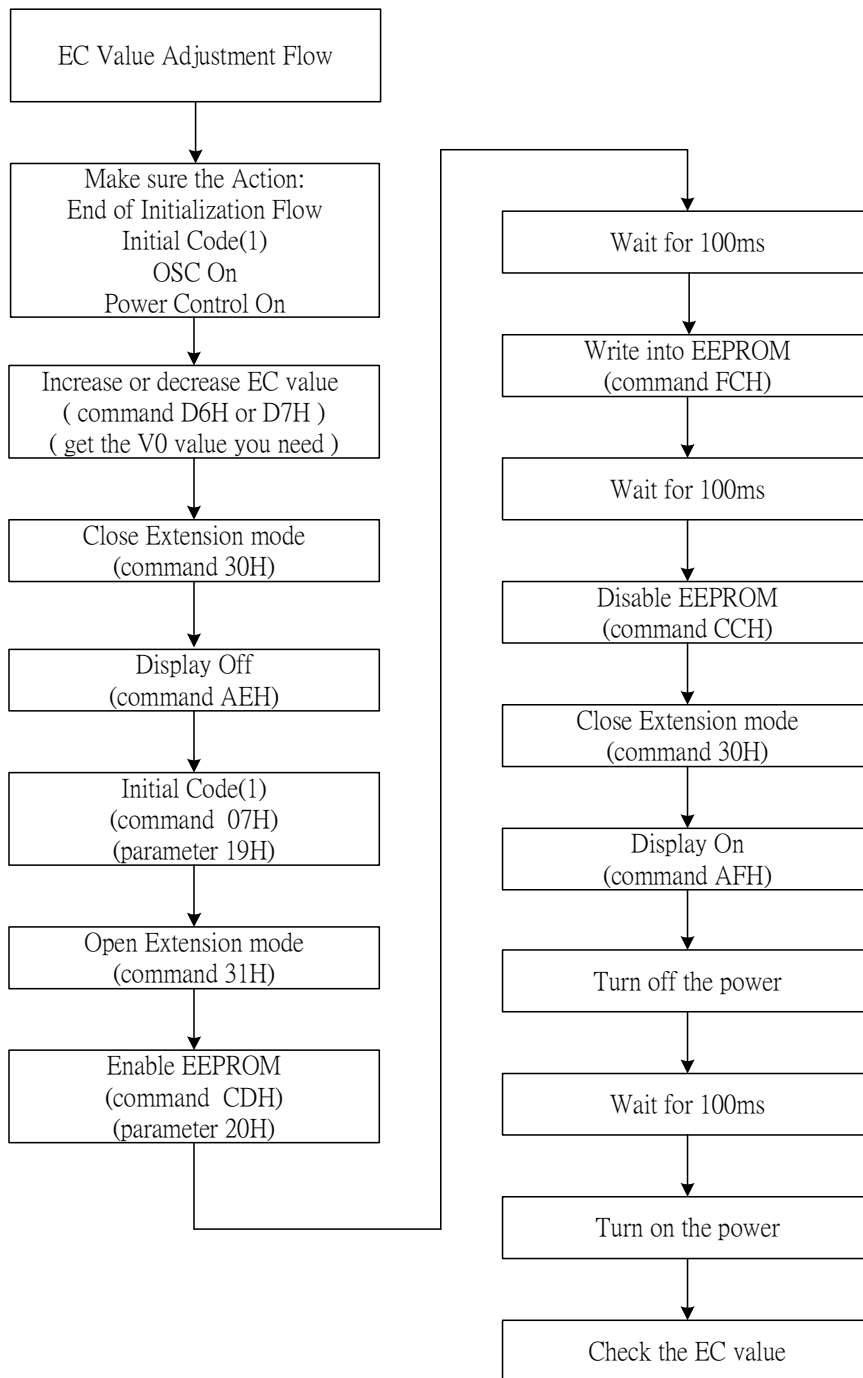 EC Value Adjustment Flow
Make sure the Action:
End of Initialization Flow
Initial Code(1)
OSC On
Power Control On
Increase or decrease EC value
( command D6H or D7H )
( get the V0 value you need )
Close Extension mode
(command 30H)
Display Off
(command AEH)
Initial Code(1)
(command 07H)
(parameter 19H)
Open Extension mode
(command 31H)
Enable EEPROM
(command CDH)
(parameter 20H)
Wait for 100ms
Write into EEPROM
(command FCH)
Wait for 100ms
Disable EEPROM
(command CCH)
Close Extension mode
(command 30H)
Display On
(command AFH)
Turn off the power
Wait for 100ms
Turn on the power
Check the EC value